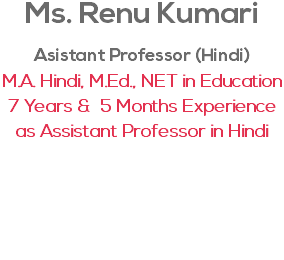 Ms. Renu Kumari
Asistant Professor (Hindi)
M.A. Hindi, M.Ed., NET in Education
7 Years & 5 Months Experience
as Assistant Professor in Hindi